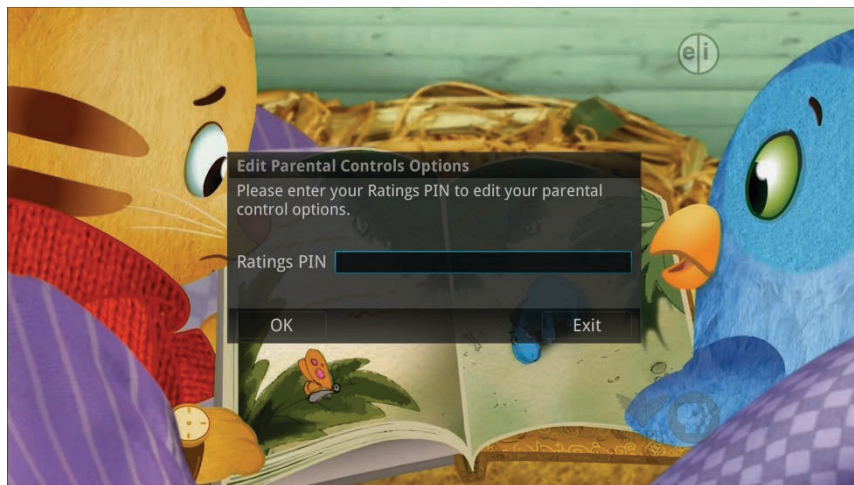 e|i
Edit Parental Controls Options
Please enter your Ratings PIN to edit your parental
control options.
Ratings PIN
OK
Exit